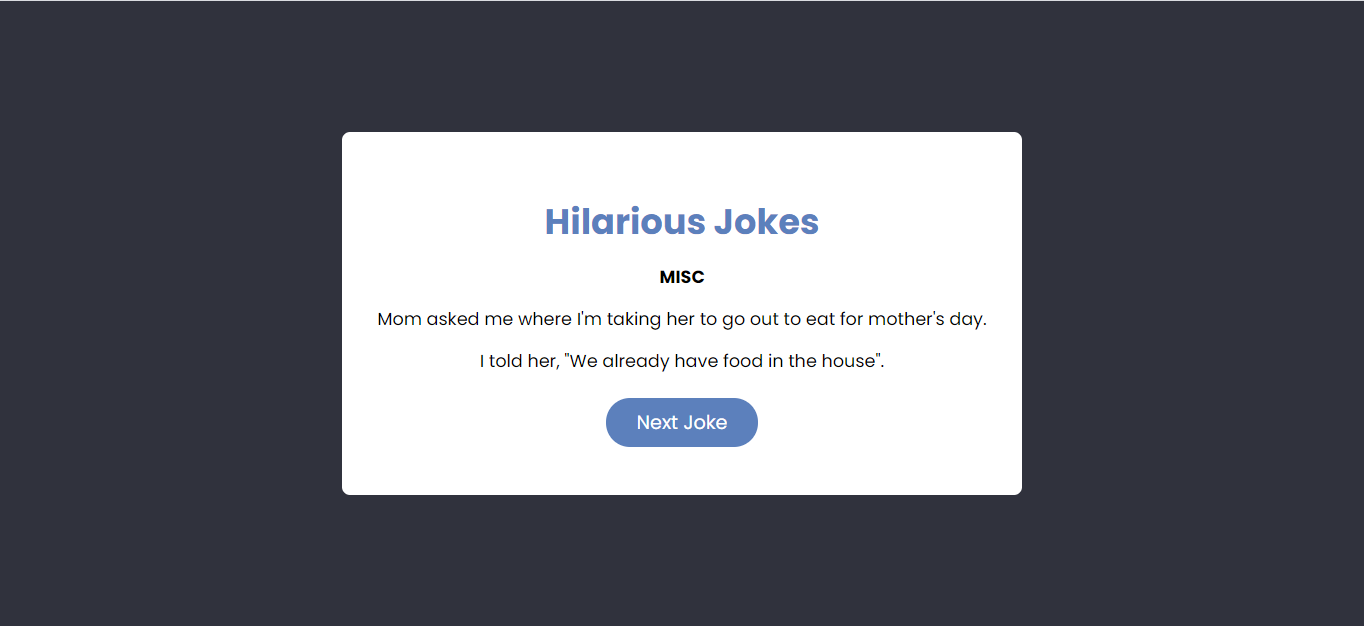 Hilarious Jokes
MISC
Mom asked me where I'm taking her to go out to eat for mother's day.
I told her, "We already have food in the house".
Next Joke